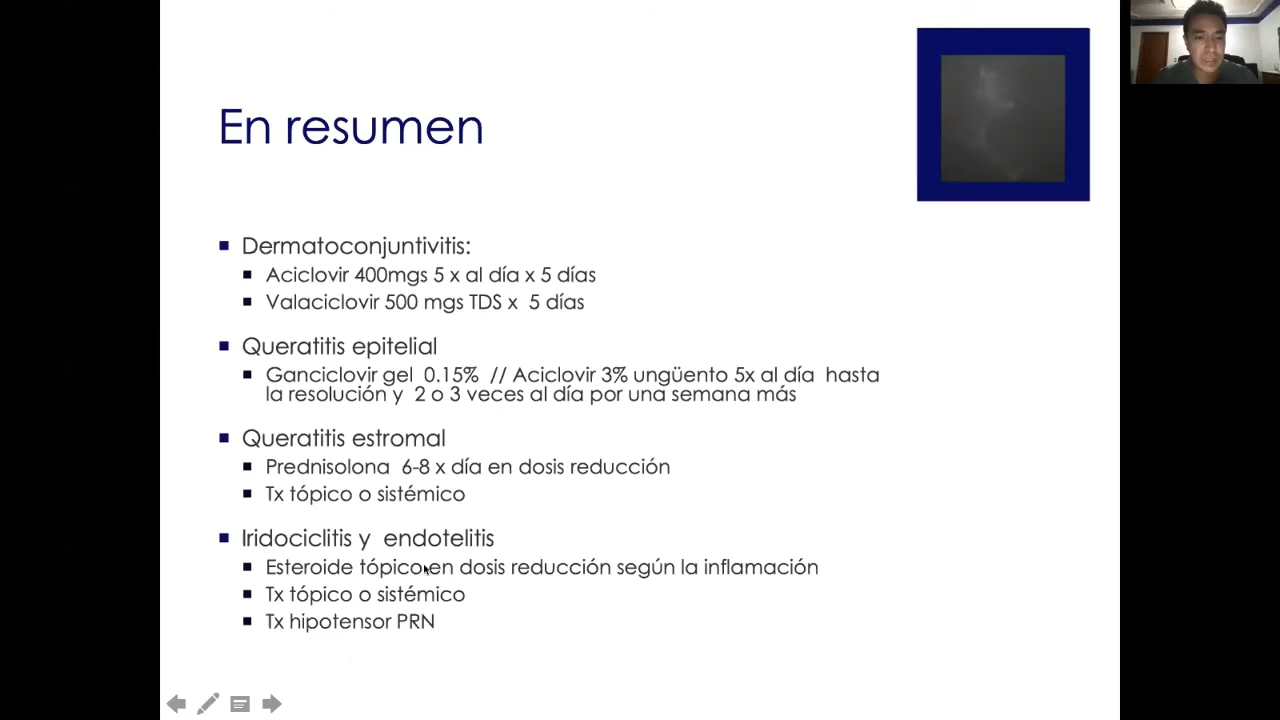 En resumen
Dermatoconjuntivitis:
Aciclovir 400mgs 5 x al día x 5 días
Valaciclovir 500 mgs TDS x 5 días
Queratitis epitelial
Ganciclovir gel 0.15% // Aciclovir 3% ungüento 5x al día hasta
la resolución y 2 o 3 veces al día por una semana más
Queratitis estromal
Prednisolona 6-8 x día en dosis reducción
Tx tópico o sistémico
Iridociclitis y endotelitis
Esteroide tópico en dosis reducción según la inflamación
Tx tópico o sistémico
Tx hipotensor PRN